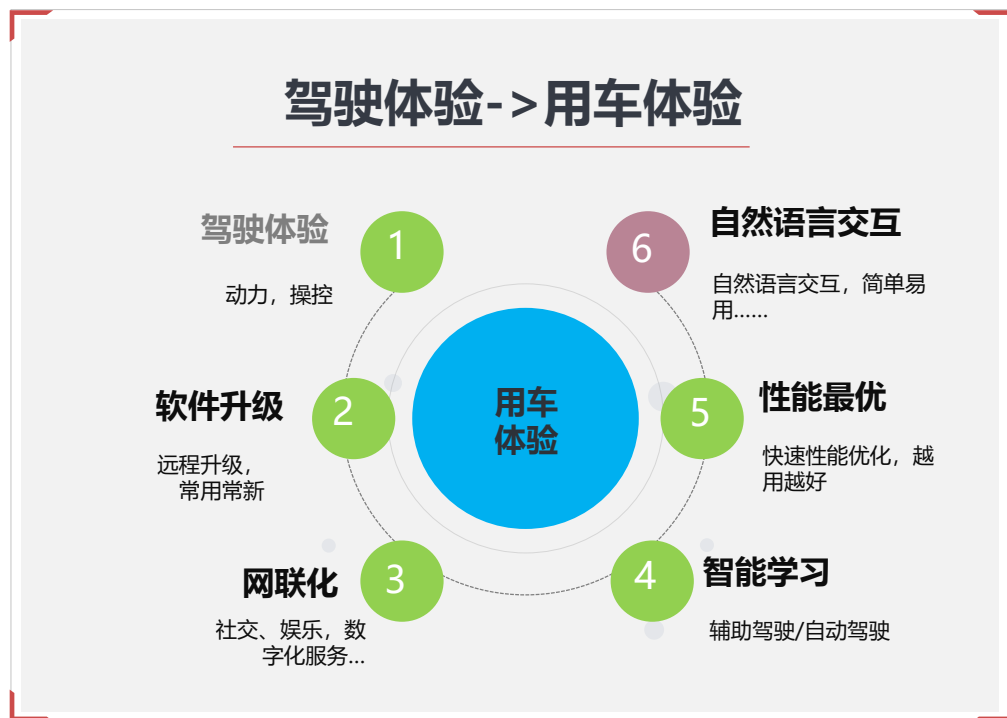 驾驶体验->用车体验
驾驶体验
1
动力，操控
软件升级
2
远程升级，
常用常新
网联化
3
社交、娱乐，数
字化服务...
用车
体验
6
自然语言交互
自然语言交互，简单易
用……
5
性能最优
快速性能优化，越
用越好
4
智能学习
辅助驾驶/自动驾驶